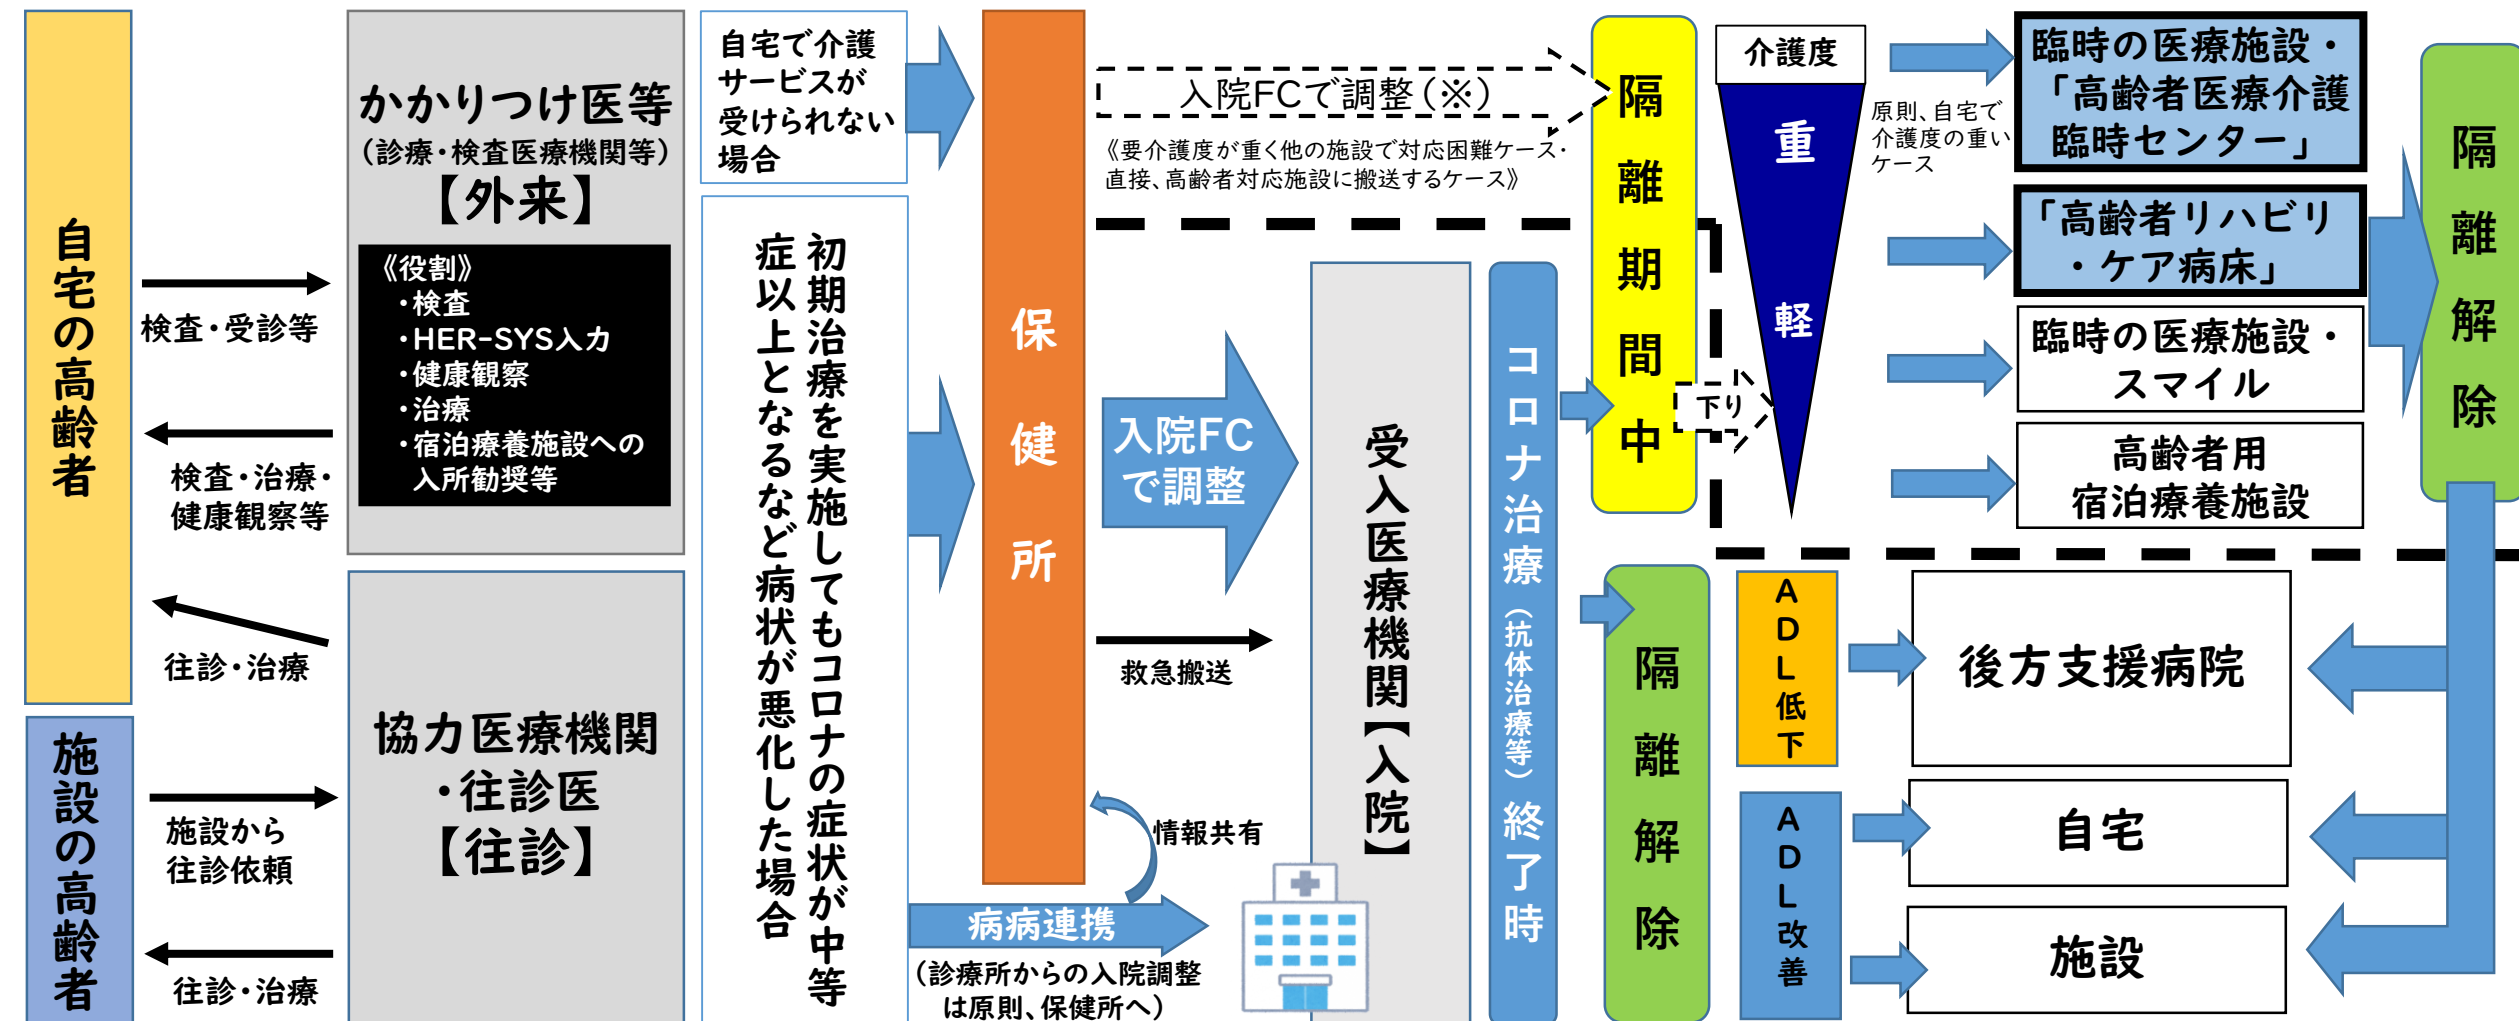 自宅の高齢者
施設の高齢者
検査・受診等
検査・治療・
健康観察等
往診・治療
施設から
往診依頼
往診・治療
かかりつけ医等
（診療・検査医療機関等）
【外来】
《役割》
・検査
・HER-SYS入力
・健康観察
・治療
・宿泊療養施設への
入所勧奨等
協力医療機関
・往診医
【往診】
自宅で介護
サービスが
受けられない
場合
初期治療を実施してもコロナの症状が中等
症以上となるなど病状が悪化した場合
保健所
入院FCで調整（※）
《要介護度が重く他の施設で対応困難ケース・
直接、高齢者対応施設に搬送するケース》
入院FC
で調整
救急搬送
情報共有
病病連携
（診療所からの入院調整
は原則、保健所へ）
受入医療機関【入院】
コロナ治療（抗体治療等）終了時
隔離期間中
下り
介護度
重
軽
原則、自宅で
介護度の重い
ケース
臨時の医療施設・
「高齢者医療介護
臨時センター」
「高齢者リハビリ
・ケア病床」
臨時の医療施設・
スマイル
高齢者用
宿泊療養施設
隔離解除
隔離解除
ADL低下
ADL改善
後方支援病院
自宅
施設